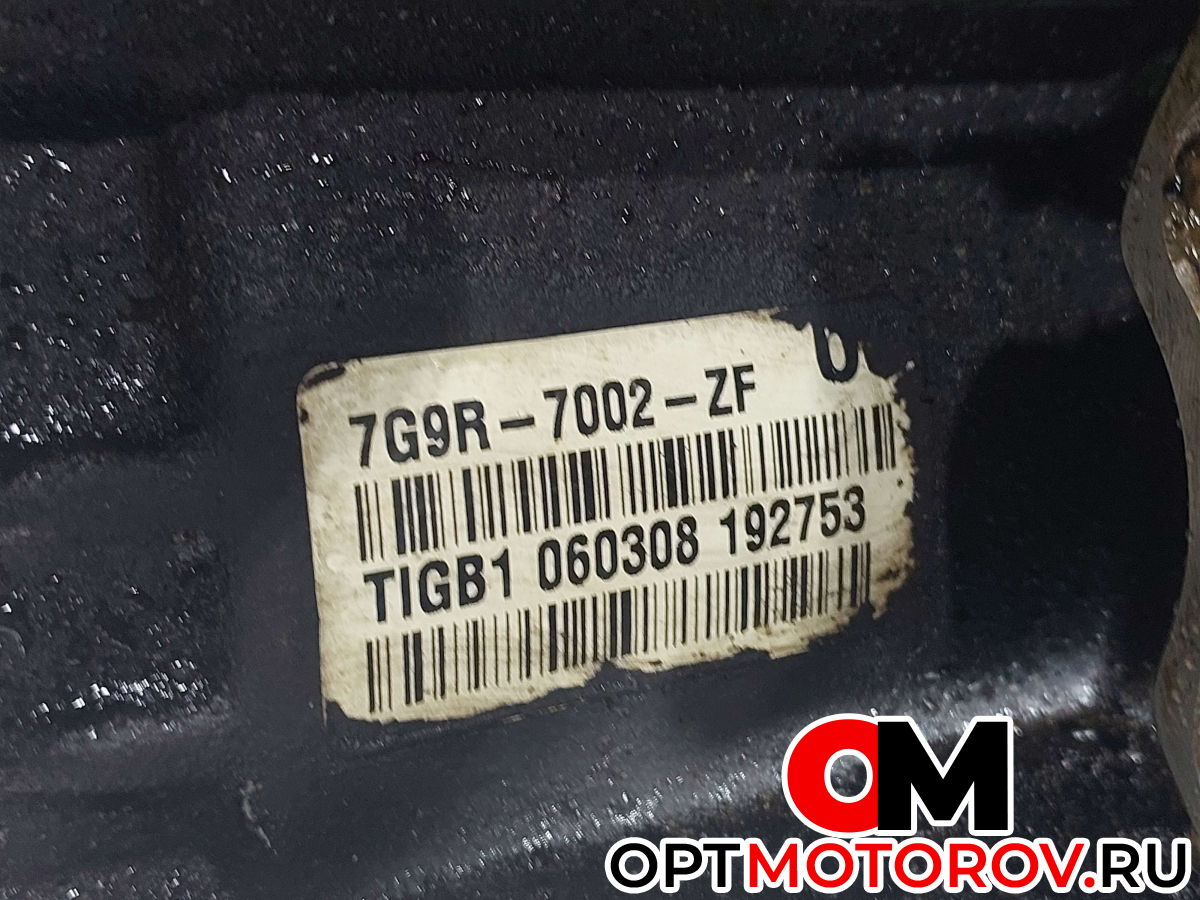 7G9R-7002-ZF
TIGB1 060308 192753
OM
OPTMOTOROV.RU